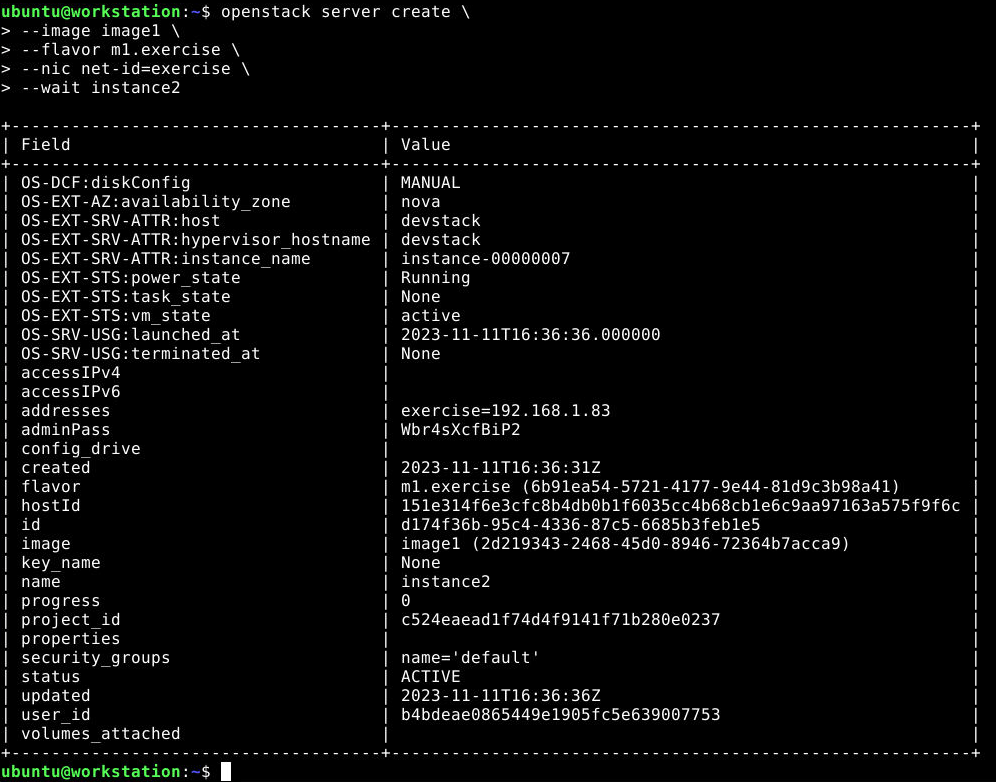 ubuntu@workstation:~$ openstack server create \
> --image image1 \
> --flavor m1.exercise \
> --nic net-id=exercise \
> --wait instance2
+-------------------------------------+----------------------------------------------------------+
| Field                               | Value                                                    |
+-------------------------------------+----------------------------------------------------------+
| OS-DCF:diskConfig                   | MANUAL                                                   |
| OS-EXT-AZ:availability_zone         | nova                                                     |
| OS-EXT-SRV-ATTR:host                | devstack                                                 |
| OS-EXT-SRV-ATTR:hypervisor_hostname | devstack                                                 |
| OS-EXT-SRV-ATTR:instance_name       | instance-00000007                                        |
| OS-EXT-STS:power_state              | Running                                                  |
| OS-EXT-STS:task_state               | None                                                     |
| OS-EXT-STS:vm_state                 | active                                                   |
| OS-SRV-USG:launched_at              | 2023-11-11T16:36:36.000000                               |
| OS-SRV-USG:terminated_at            | None                                                     |
| accessIPv4                          |                                                          |
| accessIPv6                          |                                                          |
| addresses                           | exercise=192.168.1.83                                    |
| adminPass                           | Wbr4sXcfBiP2                                             |
| config_drive                        |                                                          |
| created                             | 2023-11-11T16:36:31Z                                     |
| flavor                              | m1.exercise (6b91ea54-5721-4177-9e44-81d9c3b98a41)       |
| hostId                              | 151e314f6e3cfc8b4db0b1f6035cc4b68cb1e6c9aa97163a575f9f6c |
| id                                  | d174f36b-95c4-4336-87c5-6685b3feb1e5                     |
| image                               | image1 (2d219343-2468-45d0-8946-72364b7acca9)            |
| key_name                            | None                                                     |
| name                                | instance2                                                |
| progress                            | 0                                                        |
| project_id                          | c524eaead1f74d4f9141f71b280e0237                         |
| properties                          |                                                          |
| security_groups                     | name='default'                                           |
| status                              | ACTIVE                                                   |
| updated                             | 2023-11-11T16:36:36Z                                     |
| user_id                             | b4bdeae0865449e1905fc5e639007753                         |
| volumes_attached                    |                                                          |
+-------------------------------------+----------------------------------------------------------+
ubuntu@workstation:~$